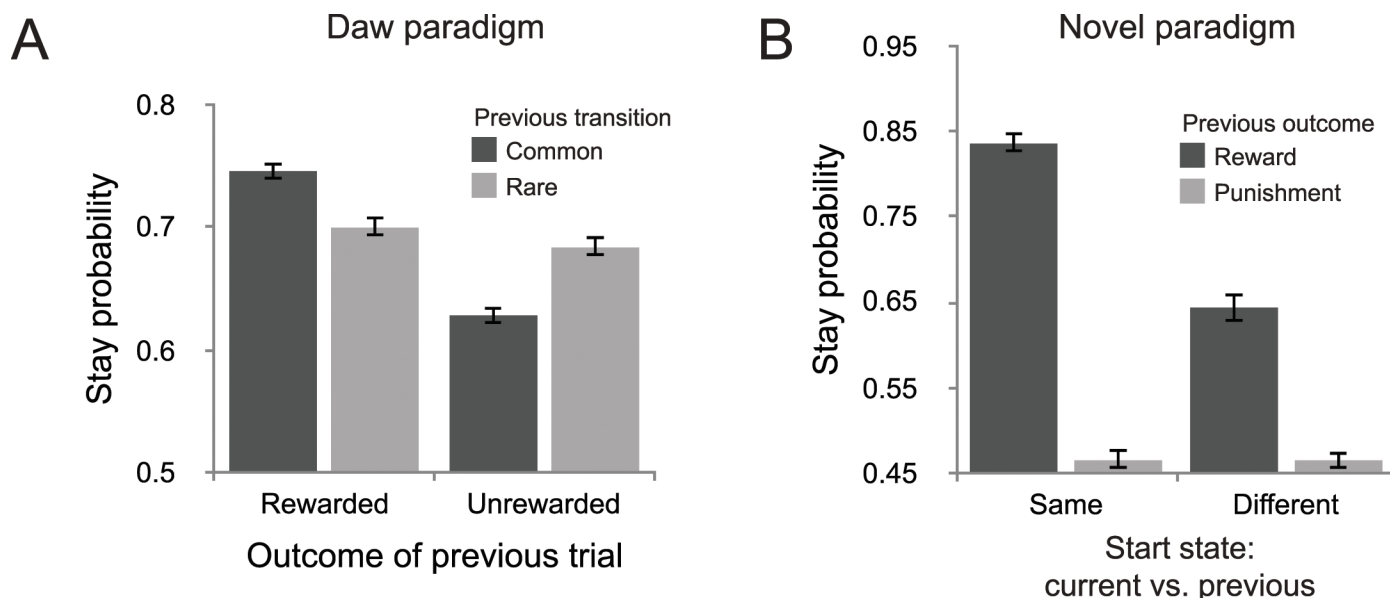 A
Daw paradigm
Stay probability
0.8
0.7
0.6
0.5
Previous transition
Common
Rare
Rewarded
Unrewarded
Outcome of previous trial
B
Novel paradigm
Stay probability
0.95
0.85
0.75
0.65
0.55
0.45
Previous outcome
Reward
Punishment
Same
Different
Start state:
current vs. previous